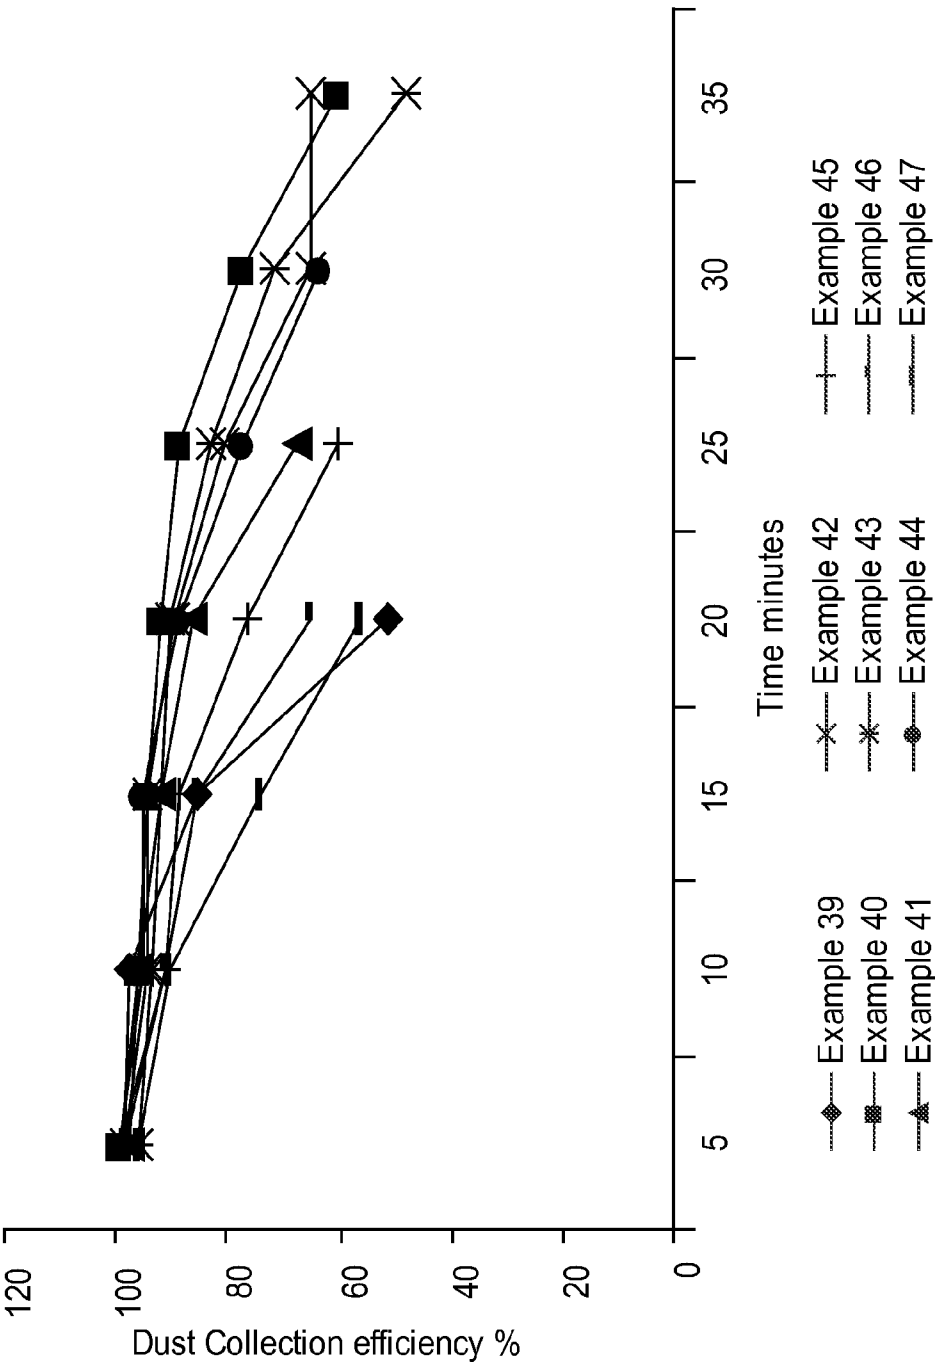 120
100
80
60
40
20
0
Dust Collection efficiency %
5
10
15
20
25
30
35
Time minutes
Example 39
Example 42
Example 45
Example 40
Example 43
Example 46
Example 41
Example 44
Example 47